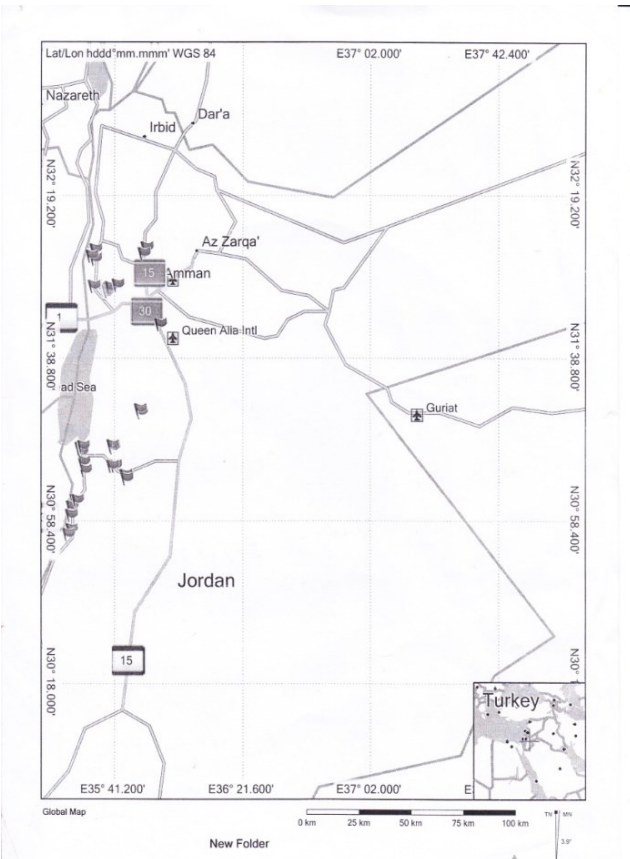 Lat/Lon hddd°mm.mmm' WGS 84
E37° 02.000'
E37° 42.400'
Nazareth
Dar'a
Irbid
N32° 19.200'
N32° 19.200'
Az Zarqa'
15
Amman
30
1
Queen Alia Intl
N31° 38.800'
N31° 38.800'
ead Sea
Guriat
N30° 58.400'
N30° 58.400'
Jordan
15
N30° 18.000'
N30° 1
Turkey
E35° 41.200'
E36° 21.600'
E37° 02.000'
E
Global Map
0 km
25 km
50 km
75 km
100 km
TN
MN
3.9°
New Folder